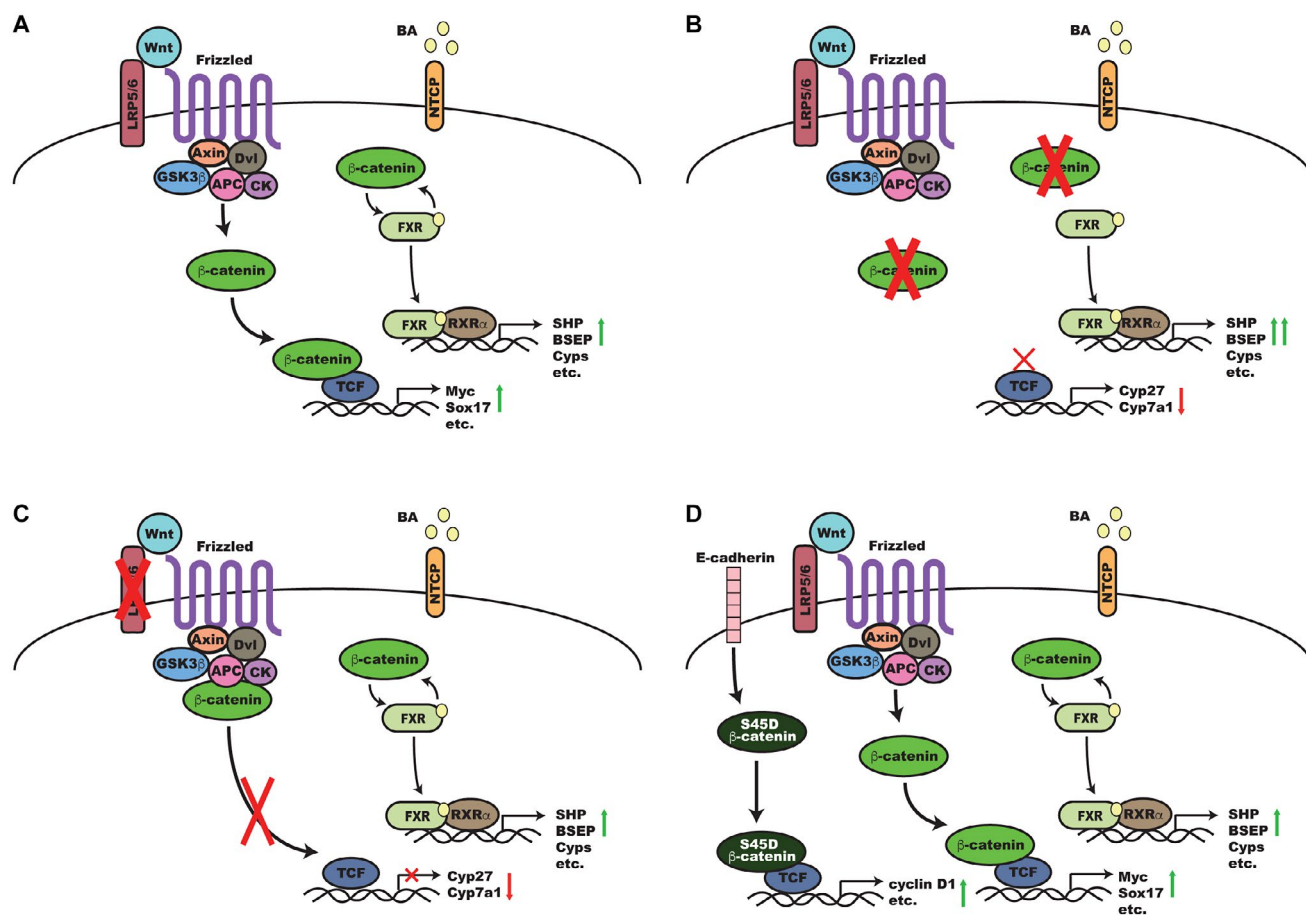 A
Wnt
LRP5/6
Frizzled
BA
NTCP
Axin
Dvl
GSK3β
APC
CK
β-catenin
FXR
β-catenin
FXR
RXRα
SHP
BSEP
Cyps
etc.
β-catenin
TCF
Myc
Sox17
etc.
B
Wnt
LRP5/6
Frizzled
BA
NTCP
Axin
Dvl
GSK3β
APC
CK
β-catenin
FXR
β-catenin
FXR
RXRα
SHP
BSEP
Cyps
etc.
TCF
Cyp27
Cyp7a1
C
Wnt
LRP5/6
Frizzled
BA
NTCP
Axin
Dvl
GSK3β
APC
CK
β-catenin
β-catenin
FXR
FXR
RXRα
SHP
BSEP
Cyps
etc.
TCF
Cyp27
Cyp7a1
D
E-cadherin
Wnt
LRP5/6
Frizzled
BA
NTCP
Axin
Dvl
GSK3β
APC
CK
β-catenin
S45D
β-catenin
FXR
β-catenin
FXR
RXRα
SHP
BSEP
Cyps
etc.
S45D
β-catenin
TCF
cyclin D1
etc.
β-catenin
TCF
Myc
Sox17
etc.